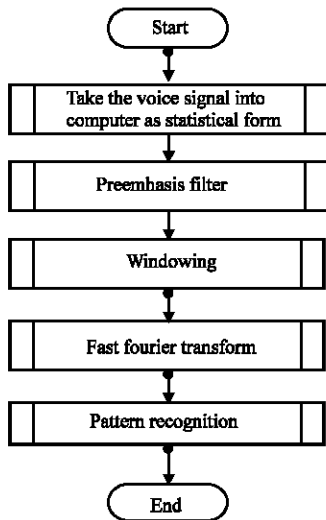 Start
Take the voice signal into
computer as statistical form
Preemhasis filter
Windowing
Fast fourier transform
Pattern recognition
End